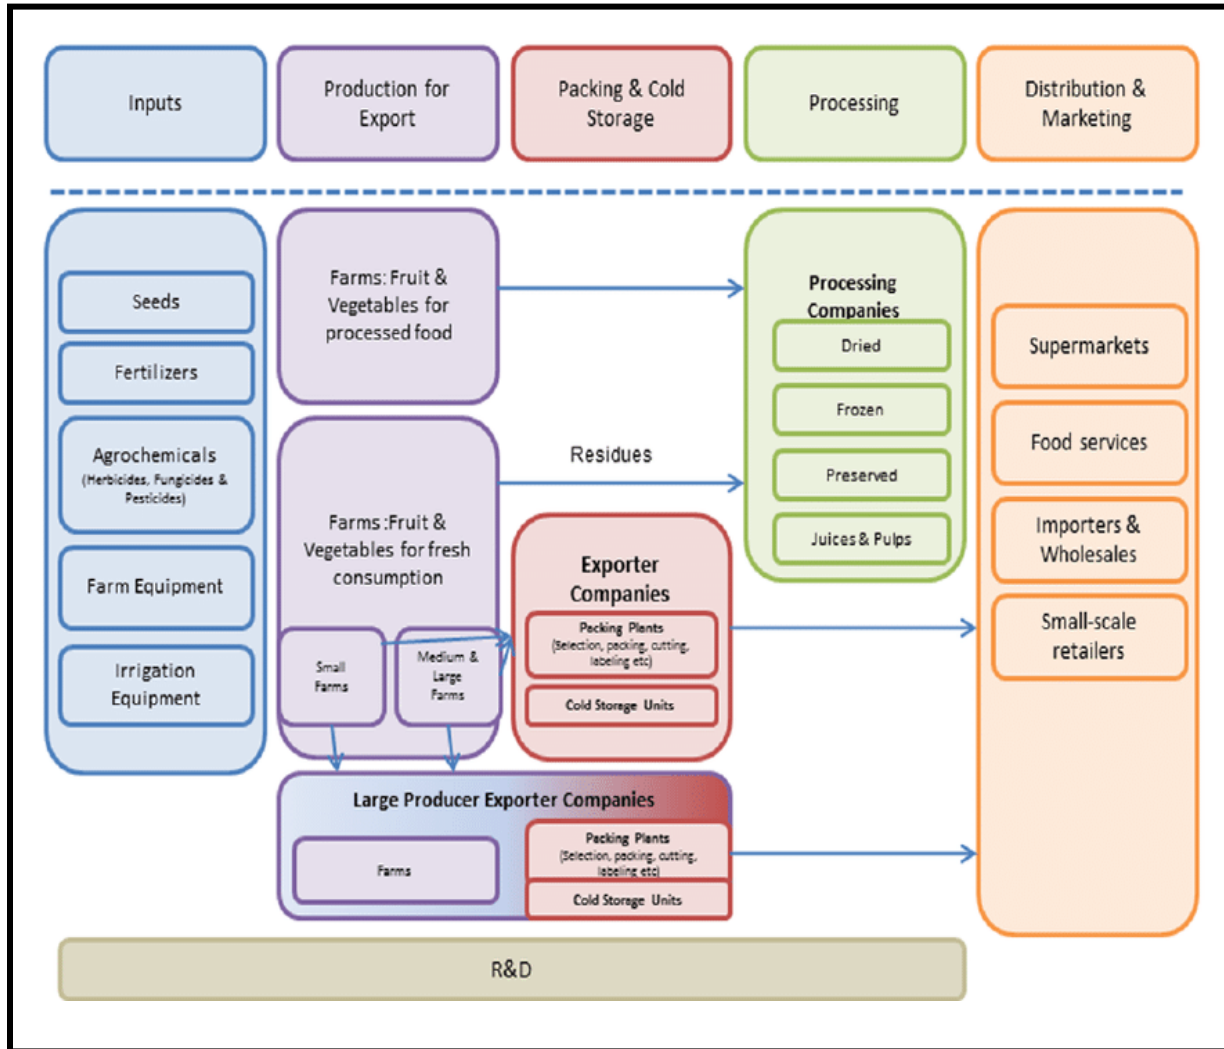 Inputs
Production for
Export
Packing & Cold
Storage
Processing
Distribution &
Marketing
Seeds
Fertilizers
Agrochemicals
(Herbicides, Fungicides &
Pesticides)
Farm Equipment
Irrigation
Equipment
Farms: Fruit &
Vegetables for
processed food
Farms :Fruit &
Vegetables for fresh
consumption
Small
Farms
Medium &
Large
Farms
Residues
Exporter
Companies
Packing Plants
(Selection, packing, cutting,
labeling etc)
Cold Storage Units
Processing
Companies
Dried
Frozen
Preserved
Juices & Pulps
Supermarkets
Food services
Importers &
Wholesales
Small-scale
retailers
Large Producer Exporter Companies
Farms
Packing Plants
(Selection, packing, cutting,
labeling etc)
Cold Storage Units
R&D